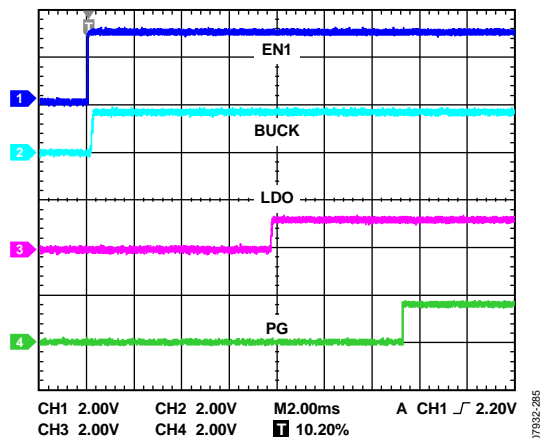 T
EN1
1
BUCK
2
LDO
3
PG
4
CH1 2.00V CH2 2.00V M2.00ms A CH1 2.20V
CH3 2.00V CH4 2.00V T 10.20%
07932-285